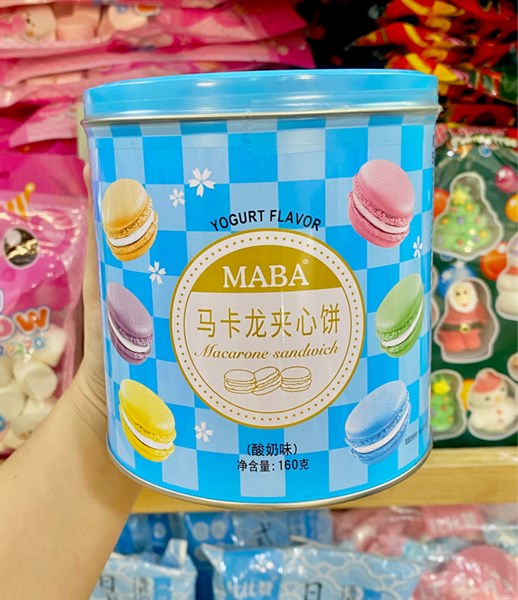 YOGURT FLAVOR
MABA®
马卡龙夹心饼
Macarone sandwich
(酸奶味)
净含量:160克
OW